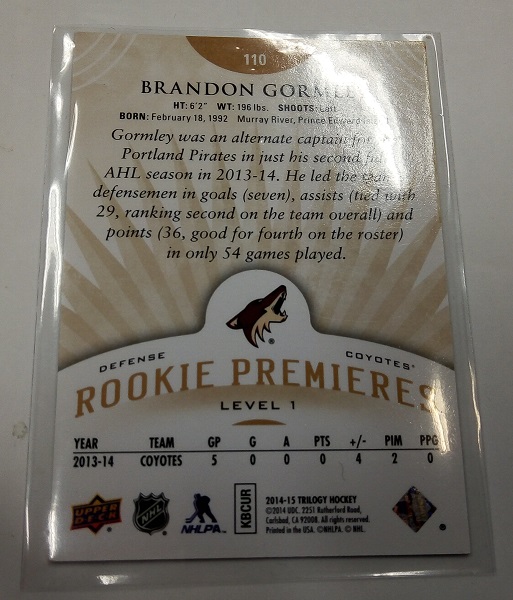 110
BRANDON GORMLEY
HT: 6'2" WT: 196 lbs. SHOOTS: Left
BORN: February 18, 1992 Murray River, Prince Edward
Gormley was an alternate captain for
Portland Pirates in just his second
AHL season in 2013-14. He led the team's
defensemen in goals (seven), assists (tied with
29, ranking second on the team overall) and
points (36, good for fourth on the roster)
in only 54 games played.
DEFENSE COYOTES®
ROOKIE PREMIERES
LEVEL 1
YEAR TEAM GP G A PTS +/- PIM PPG
2013-14 COYOTES 5 0 0 0 4 2 0
UPPER DECK NHL NHLPA KBCUR
2014-15 TRILOGY HOCKEY
©2014 UDC. 2251 Rutherford Road,
Carlsbad, CA 92008. All rights reserved.
Printed in the USA. ©NHLPA. © NHL.